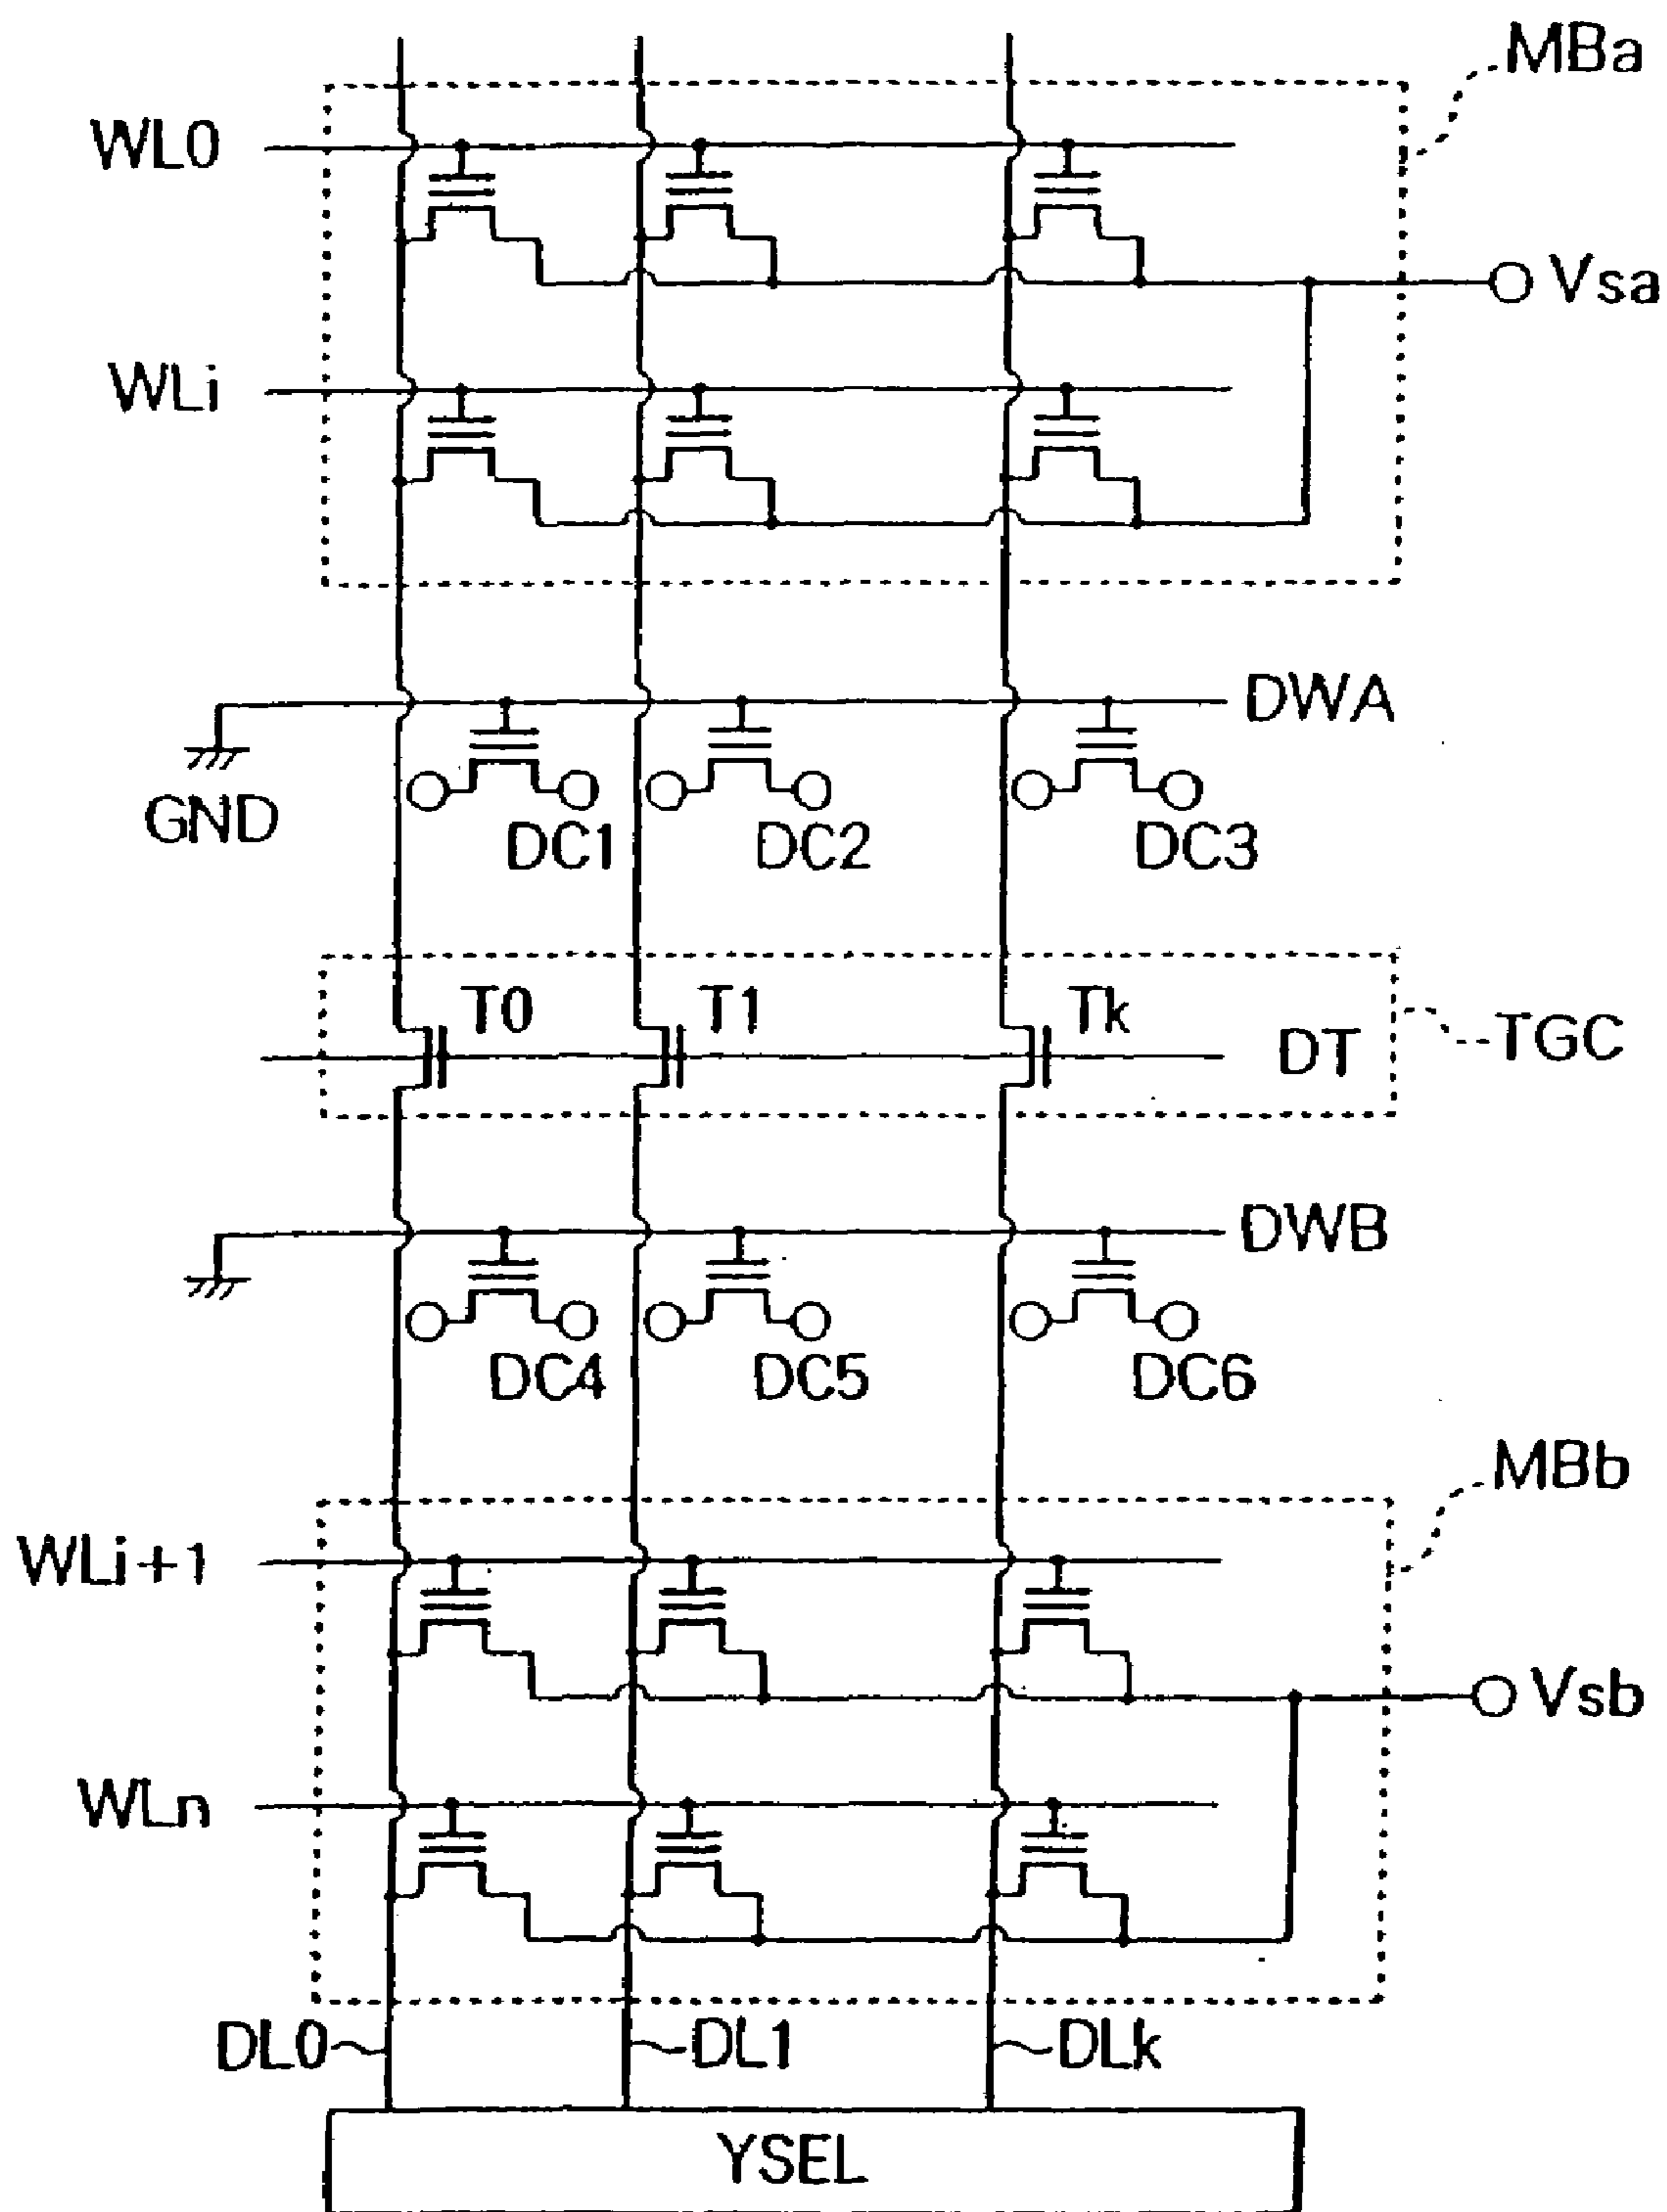 MBa
WL0
Vsa
WLi
DWA
GND
DC1 DC2 DC3
T0 T1 Tk
DT
TGC
DWB
DC4 DC5 DC6
MBb
WLi+1
Vsb
WLn
DL0 DL1 DLk
YSEL